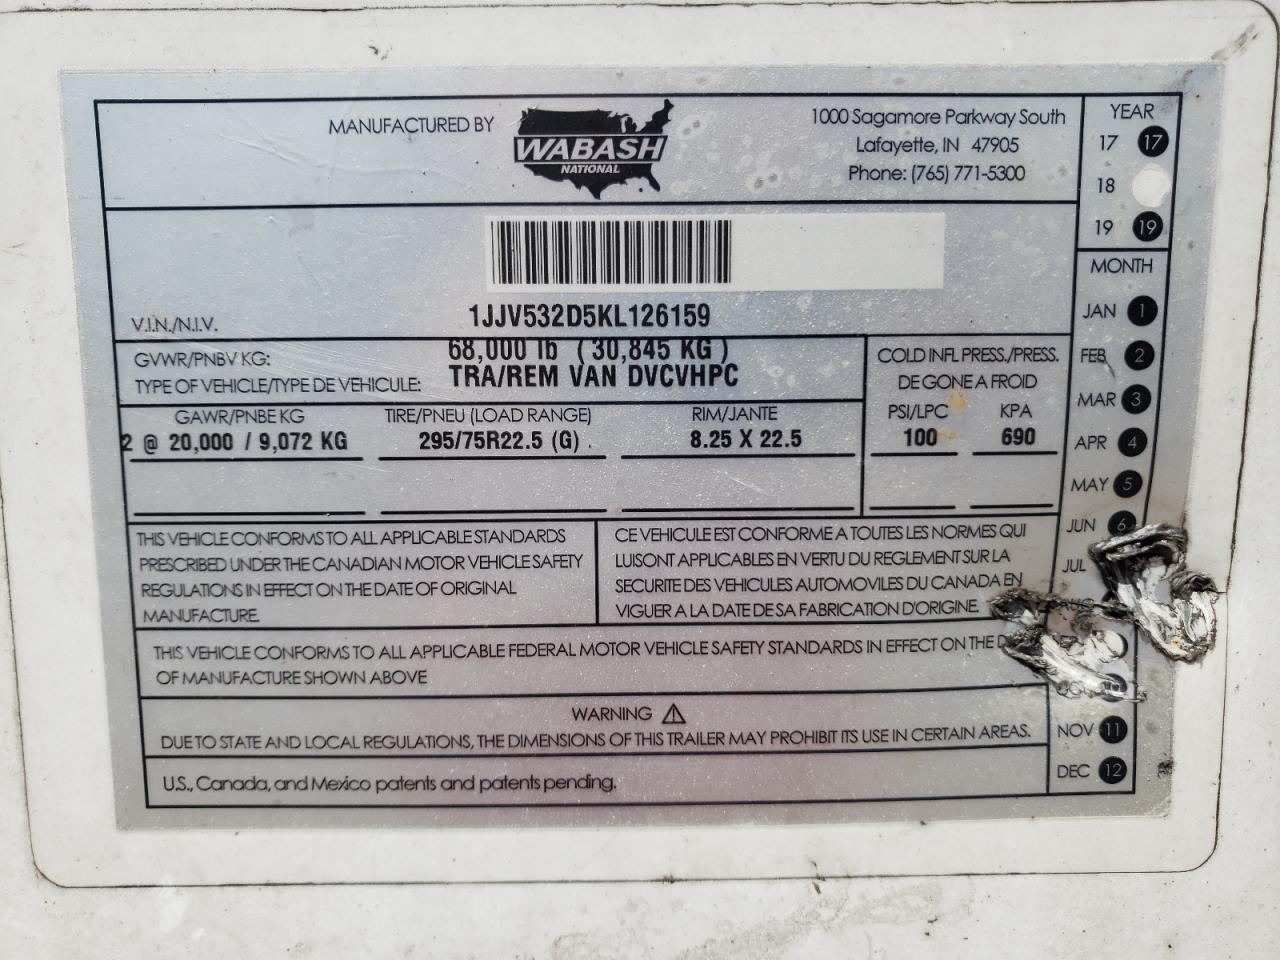 MANUFACTURED BY
WABASH
NATIONAL
1000 Sagamore Parkway South
Lafayette, IN 47905
Phone: (765) 771-5300
YEAR
17 17
18
19 19
V.I.N./N.I.V.
1JJV532D5KL126159
GVWR/PNBV KG:
68,000 lb ( 30,845 KG )
TYPE OF VEHICLE/TYPE DE VEHICULE:
TRA/REM VAN DVCVHPC
COLD INFL PRESS./PRESS.
DE GONE A FROID
GAWR/PNBE KG TIRE/PNEU (LOAD RANGE) RIM/JANTE PSI/LPC KPA
2 @ 20,000 / 9,072 KG 295/75R22.5 (G) 8.25 X 22.5 100 690
THIS VEHICLE CONFORMS TO ALL APPLICABLE STANDARDS
PRESCRIBED UNDER THE CANADIAN MOTOR VEHICLE SAFETY
REGULATIONS IN EFFECT ON THE DATE OF ORIGINAL
MANUFACTURE.
CE VEHICULE EST CONFORME A TOUTES LES NORMES QUI
LUI SONT APPLICABLES EN VERTU DU REGLEMENT SUR LA
SECURITE DES VEHICULES AUTOMOVILES DU CANADA EN
VIGUER A LA DATE DE SA FABRICATION D'ORIGINE.
THIS VEHICLE CONFORMS TO ALL APPLICABLE FEDERAL MOTOR VEHICLE SAFETY STANDARDS IN EFFECT ON THE
OF MANUFACTURE SHOWN ABOVE
WARNING
DUE TO STATE AND LOCAL REGULATIONS, THE DIMENSIONS OF THIS TRAILER MAY PROHIBIT ITS USE IN CERTAIN AREAS.
U.S., Canada, and Mexico patents and patents pending.
MONTH
JAN 1
FEB 2
MAR 3
APR 4
MAY 5
JUN 6
JUL
NOV 11
DEC 12